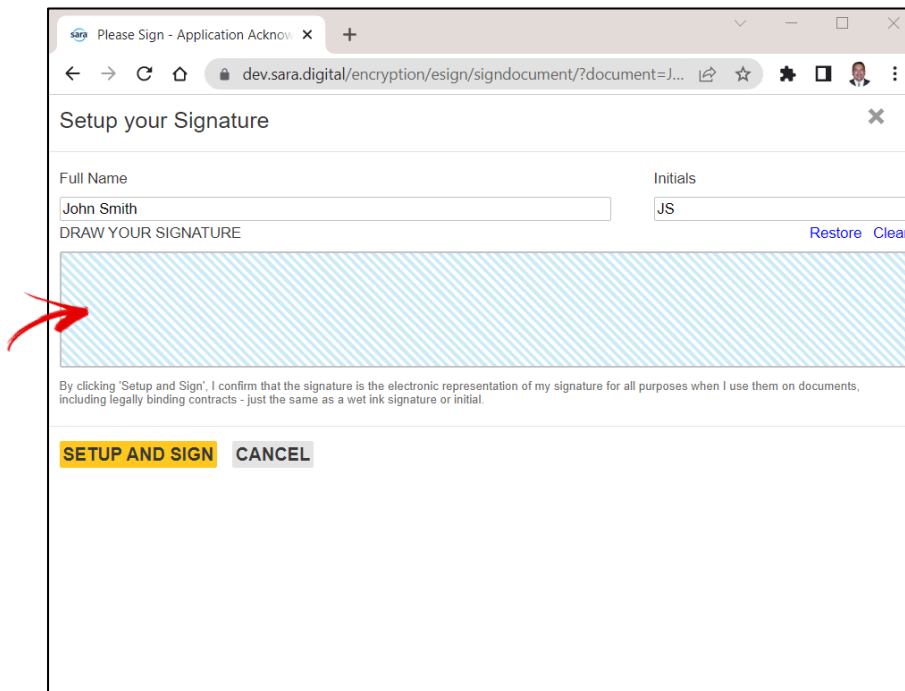 sara Please Sign - Application Acknow
dev.sara.digital/encryption/esign/signdocument/?document=J...
Setup your Signature
Full Name Initials
John Smith JS
DRAW YOUR SIGNATURE Restore Clear
By clicking 'Setup and Sign', I confirm that the signature is the electronic representation of my signature for all purposes when I use them on documents,
including legally binding contracts - just the same as a wet ink signature or initial.
SETUP AND SIGN CANCEL